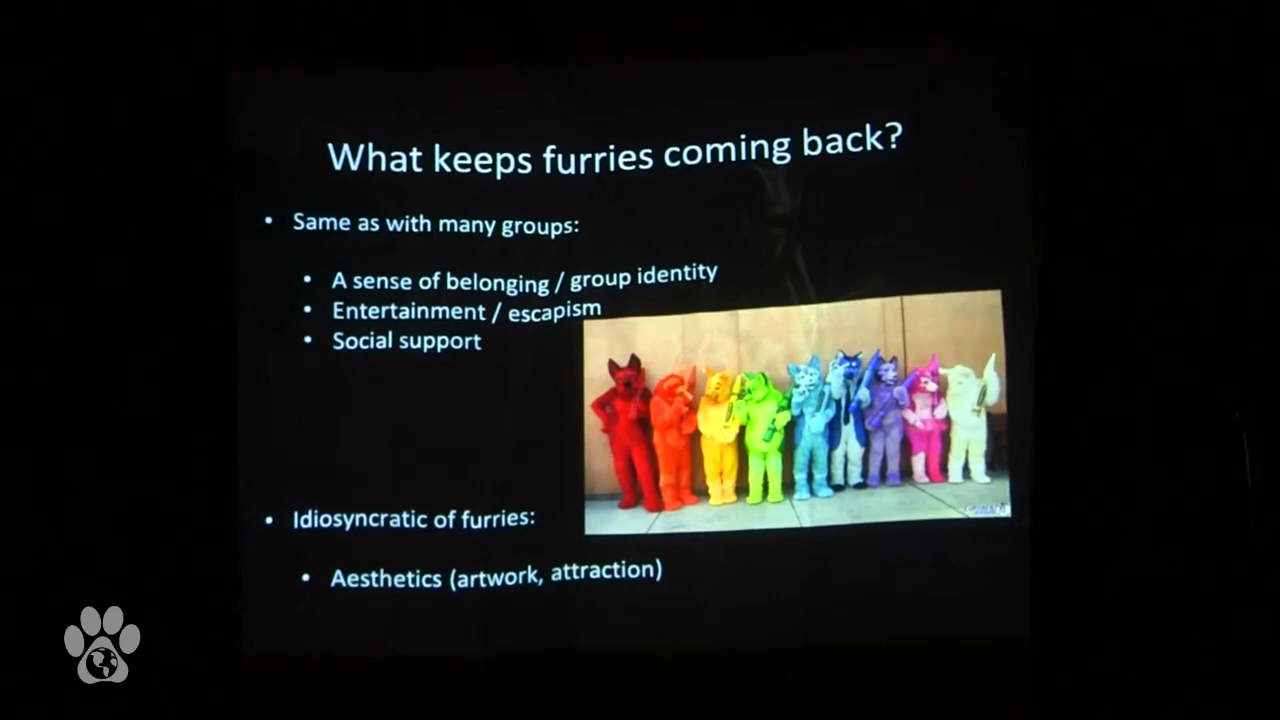 What keeps furries coming back?
• Same as with many groups:
• A sense of belonging / group identity
• Entertainment / escapism
• Social support
• Idiosyncratic of furries:
• Aesthetics (artwork, attraction)